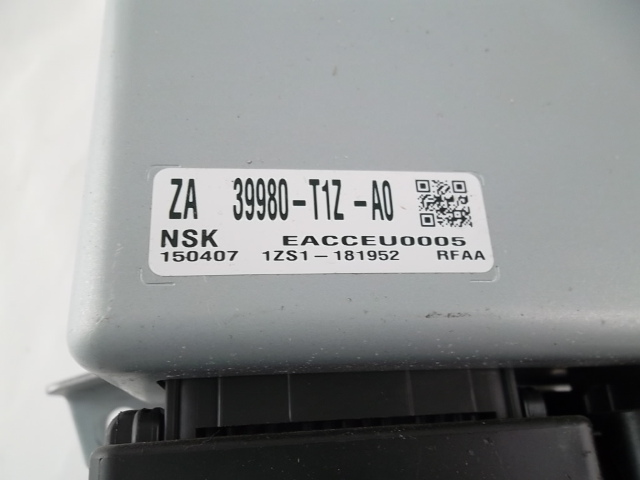 ZA 39980-T1Z-A0
NSK EACCEU0005
150407 1ZS1-181952 RFAA